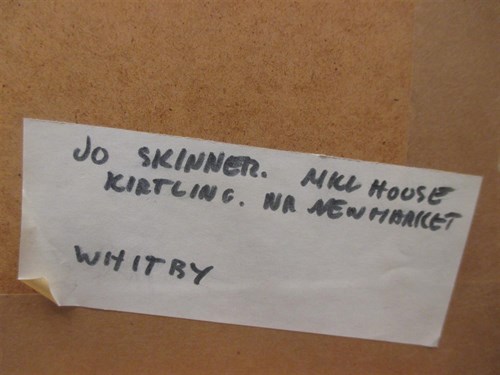 JO SKINNER. MILL HOUSE
KIRTLING. NR NEWMARKET
WHITBY